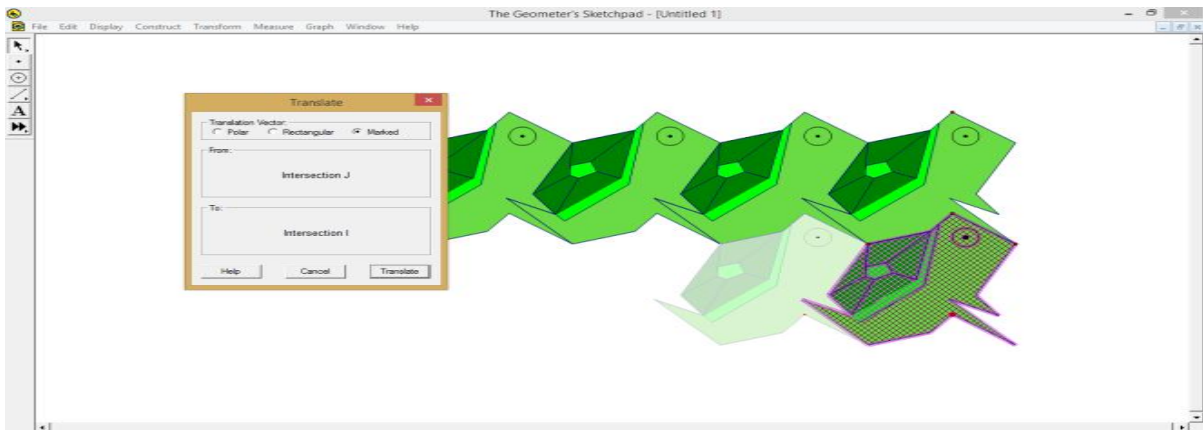 The Geometer's Sketchpad - [Untitled 1]
File Edit Display Construct Transform Measure Graph Window Help
A
Translate
Translation Vector:
Polar Rectangular Marked
From:
Intersection J
To:
Intersection I
Help Cancel Translate